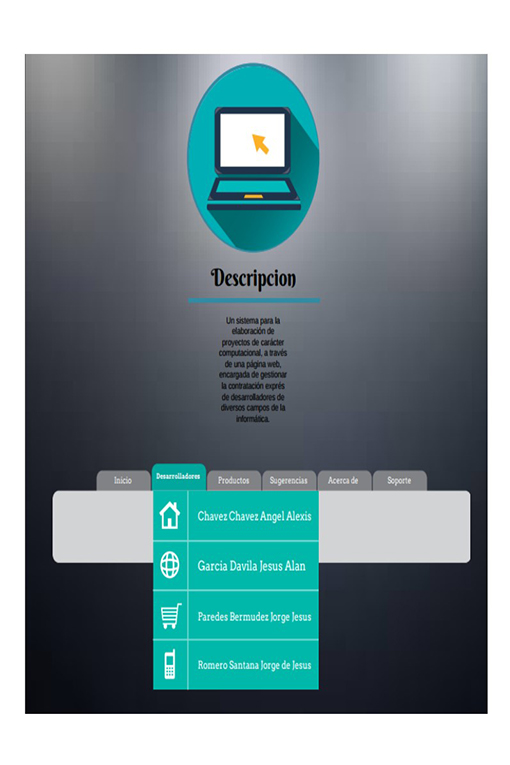 Descripcion
Un sistema para la
elaboración de
proyectos de carácter
computacional, a través
de una página web,
encargada de gestionar
la contratación exprés
de desarrolladores de
diversos campos de la
informática.
Inicio
Desarrolladores
Productos
Sugerencias
Acerca de
Soporte
Chavez Chavez Angel Alexis
Garcia Davila Jesus Alan
Paredes Bermudez Jorge Jesus
Romero Santana Jorge de Jesus